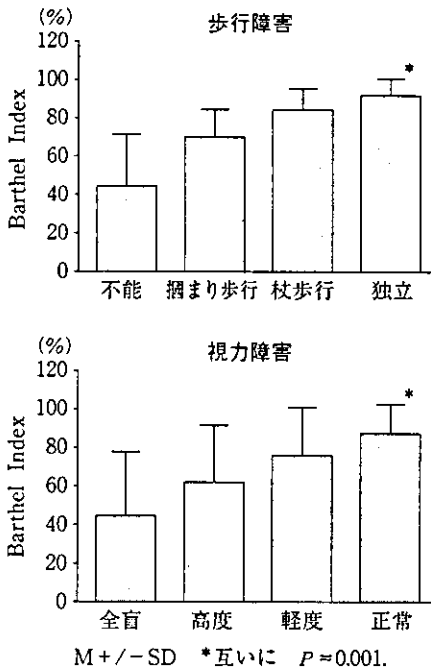 歩行障害
(%)
120
100
80
60
40
20
0
Barthel Index
*
不能 掴まり歩行 杖歩行 独立
視力障害
(%)
120
100
80
60
40
20
0
Barthel Index
*
全盲 高度 軽度 正常
M+/−SD *互いに P=0.001.